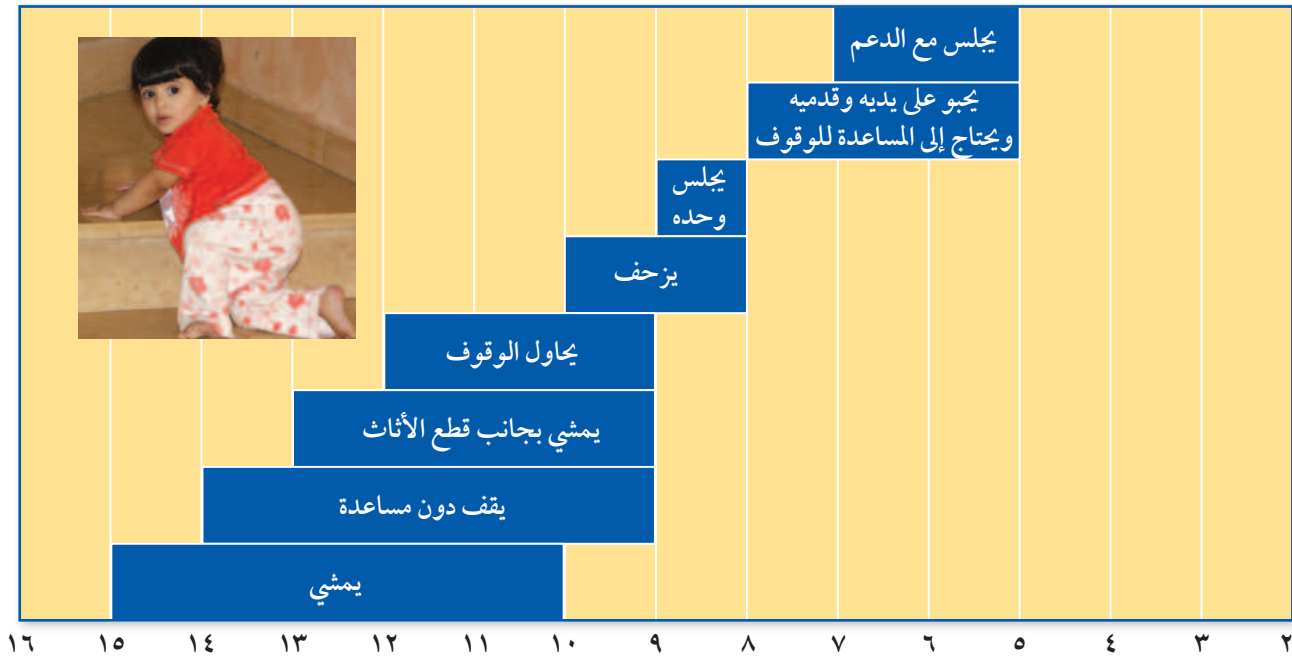 يجلس مع الدعم
يحبو على يديه وقدميه
ويحتاج إلى المساعدة للوقوف
يجلس
وحده
يزحف
يحاول الوقوف
يمشي بجانب قطع الأثاث
يقف دون مساعدة
يمشي
٢ ٣ ٤ ٥ ٦ ٧ ٨ ٩ ١٠ ١١ ١٢ ١٣ ١٤ ١٥ ١٦